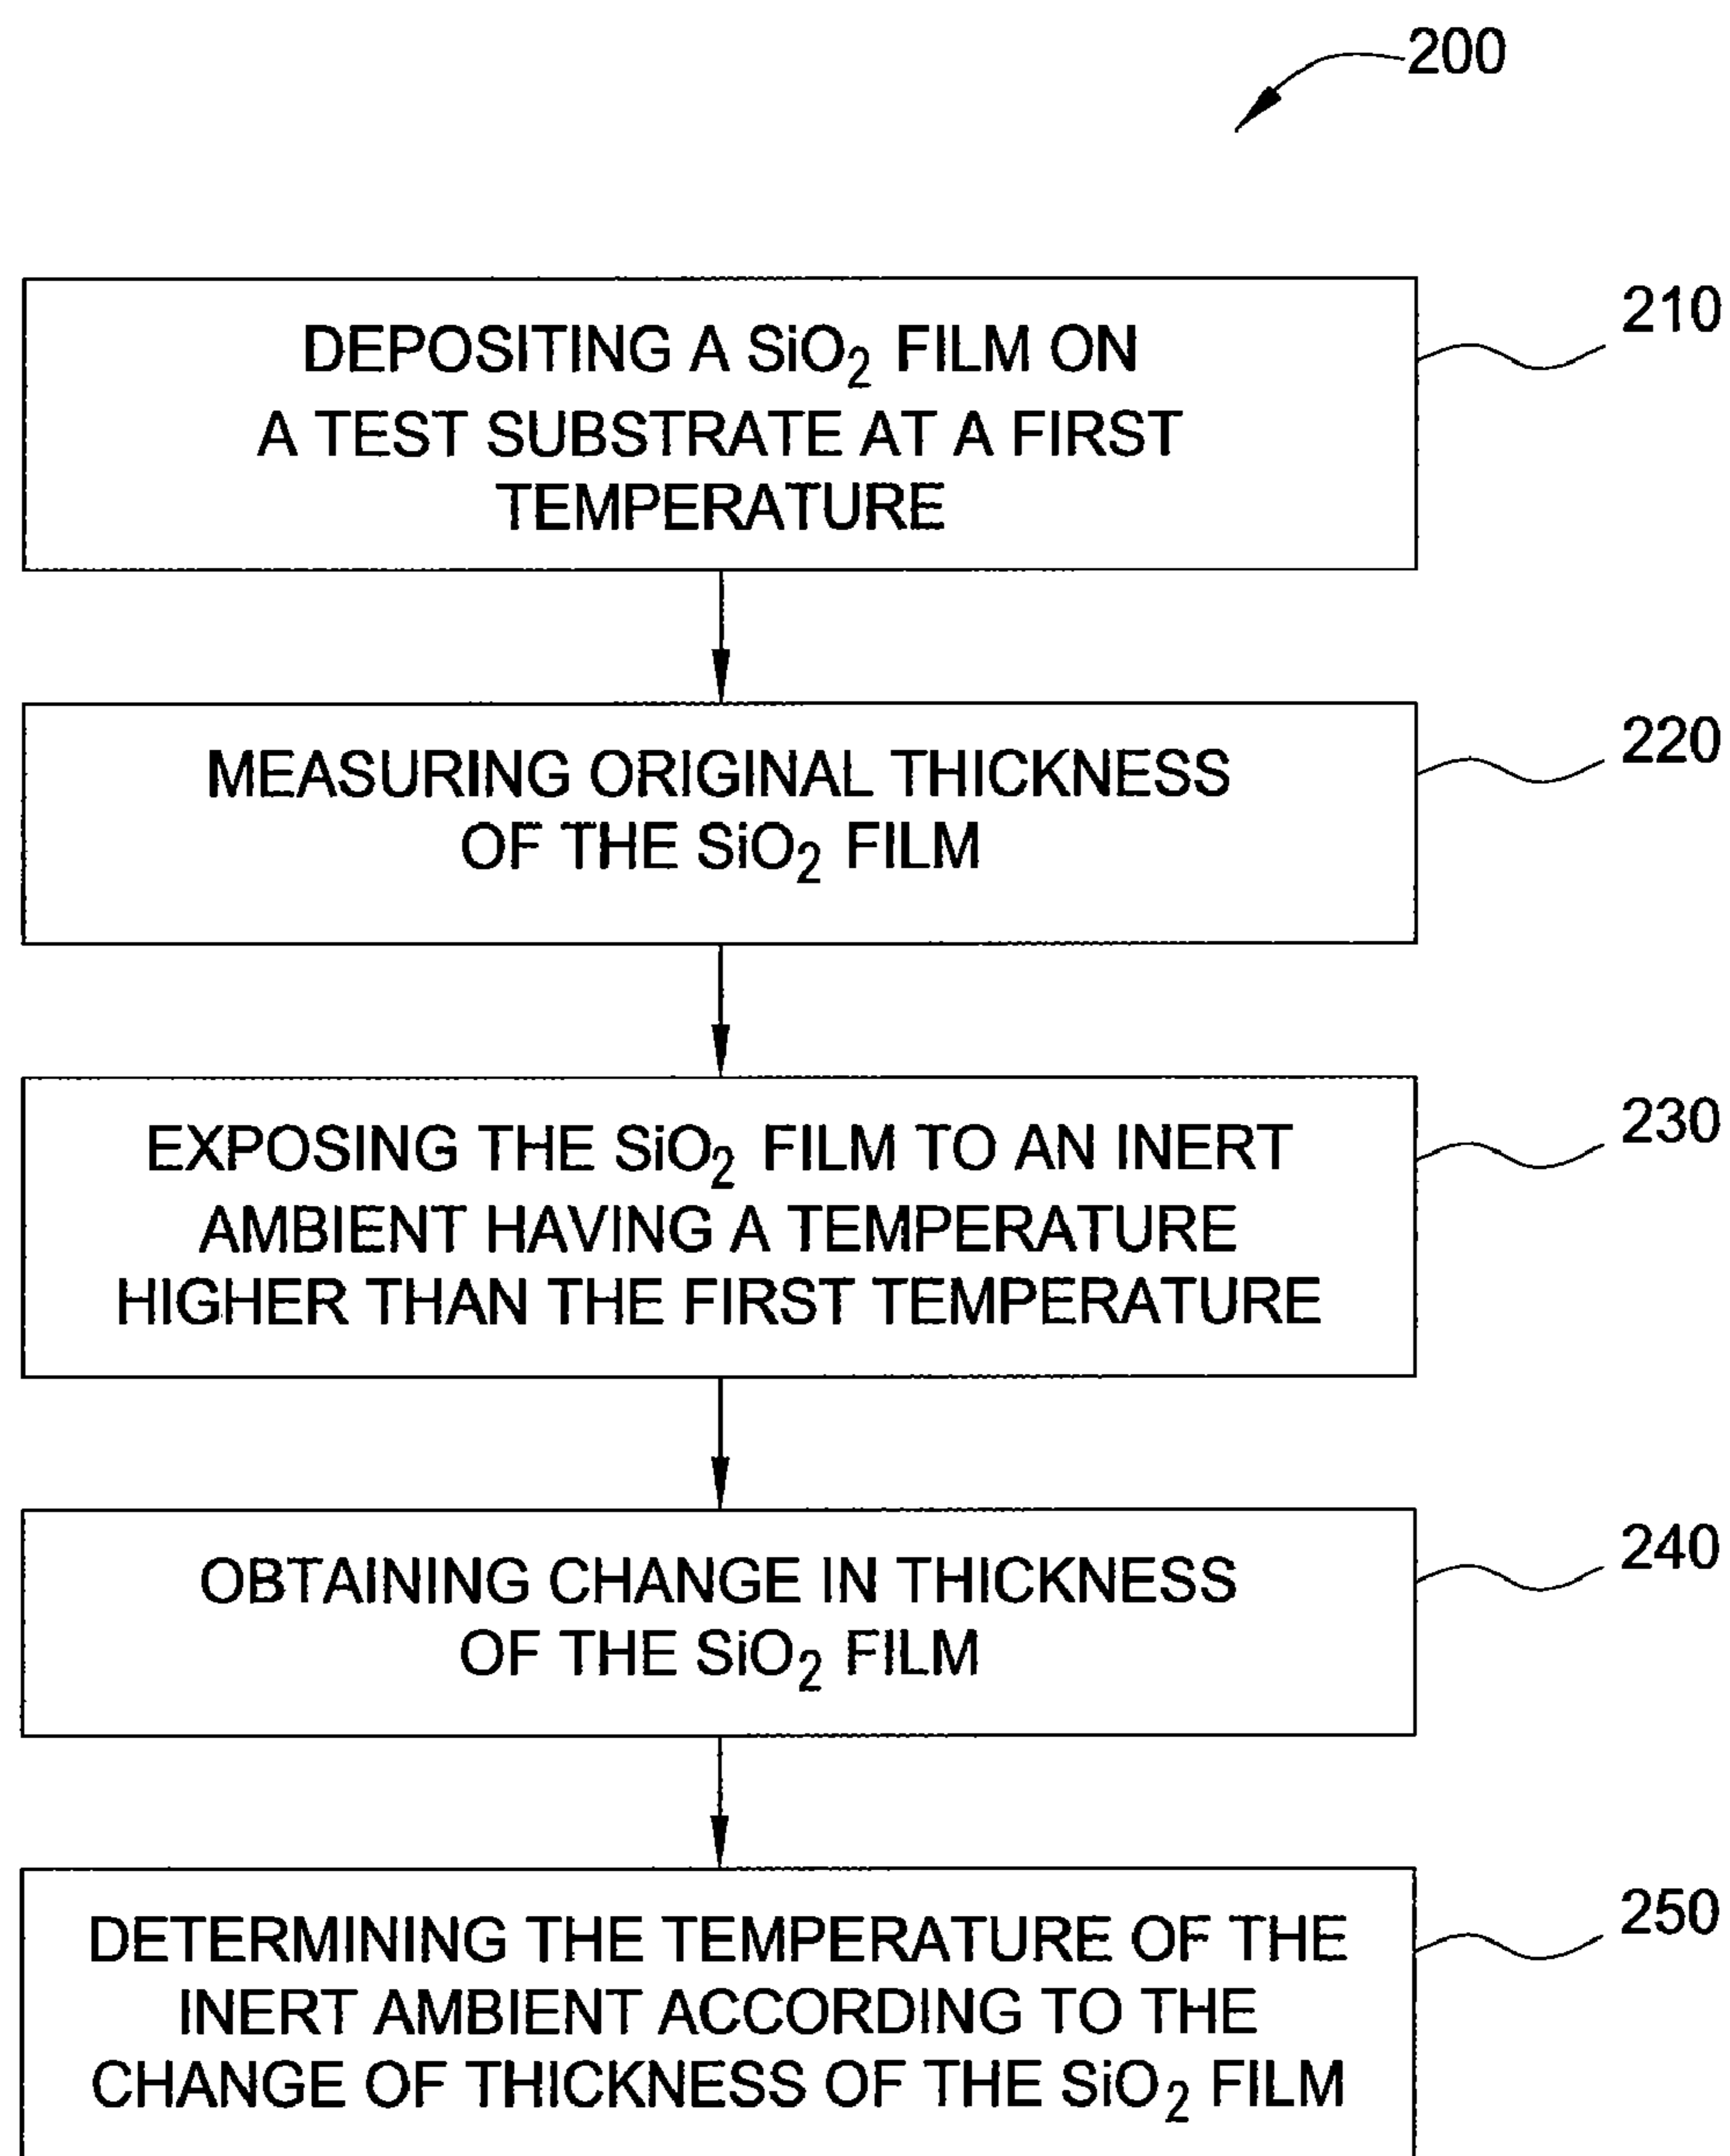 200
DEPOSITING A SiO₂ FILM ON
A TEST SUBSTRATE AT A FIRST
TEMPERATURE
210
MEASURING ORIGINAL THICKNESS
OF THE SiO₂ FILM
220
EXPOSING THE SiO₂ FILM TO AN INERT
AMBIENT HAVING A TEMPERATURE
HIGHER THAN THE FIRST TEMPERATURE
230
OBTAINING CHANGE IN THICKNESS
OF THE SiO₂ FILM
240
DETERMINING THE TEMPERATURE OF THE
INERT AMBIENT ACCORDING TO THE
CHANGE OF THICKNESS OF THE SiO₂ FILM
250